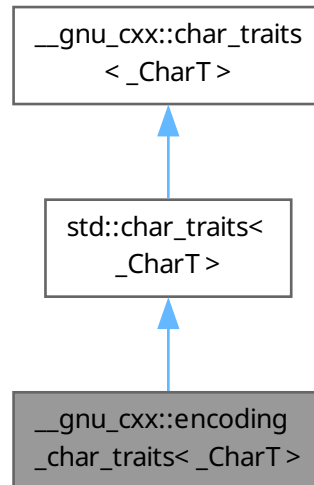 __gnu_cxx::char_traits
< _CharT >
std::char_traits<
_CharT >
__gnu_cxx::encoding
_char_traits< _CharT >